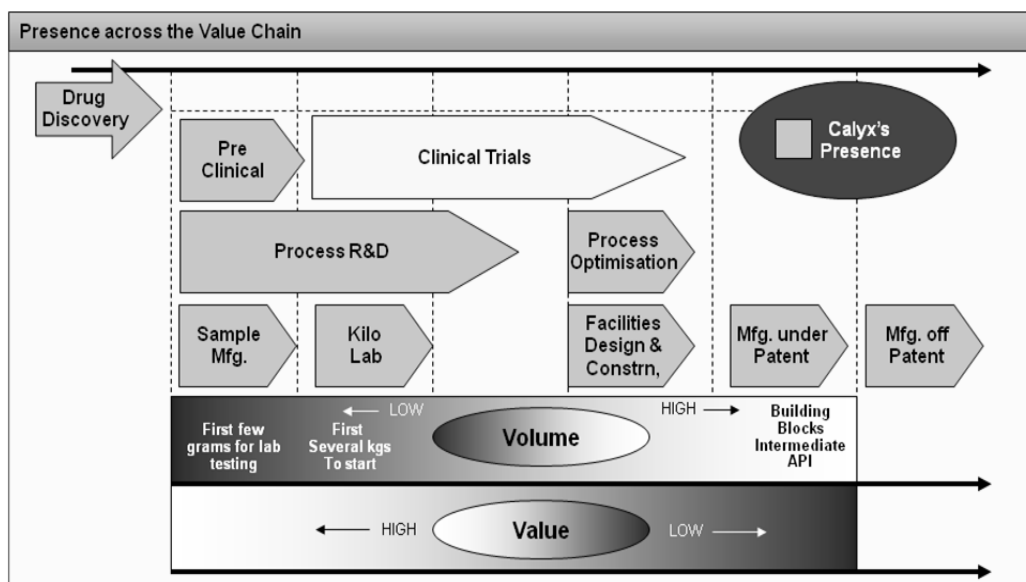 Presence across the Value Chain
Drug
Discovery
Pre
Clinical
Clinical Trials
Calyx's
Presence
Process R&D
Process
Optimisation
Sample
Mfg.
Kilo
Lab
Facilities
Design &
Constrn,
Mfg. under
Patent
Mfg. off
Patent
First few
grams for lab
testing
LOW
First
Several kgs
To start
Volume
HIGH
Building
Blocks
Intermediate
API
HIGH
Value
LOW